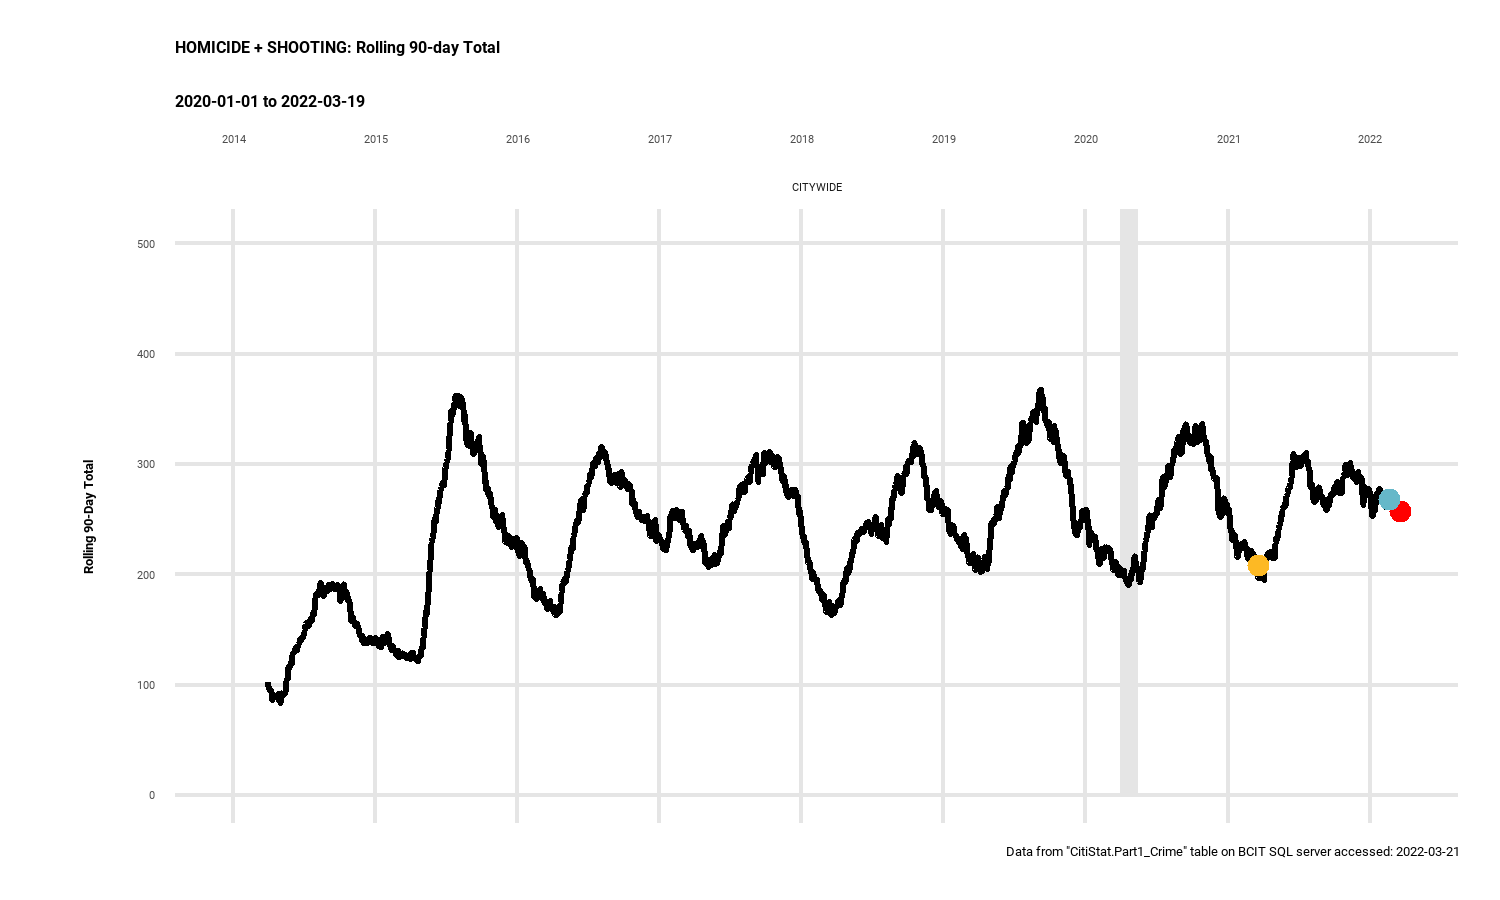 HOMICIDE + SHOOTING: Rolling 90-day Total
2020-01-01 to 2022-03-19
2014 2015 2016 2017 2018 2019 2020 2021 2022
CITYWIDE
500
400
300
200
100
0
Rolling 90-Day Total
Data from "CitiStat.Part1_Crime" table on BCIT SQL server accessed: 2022-03-21